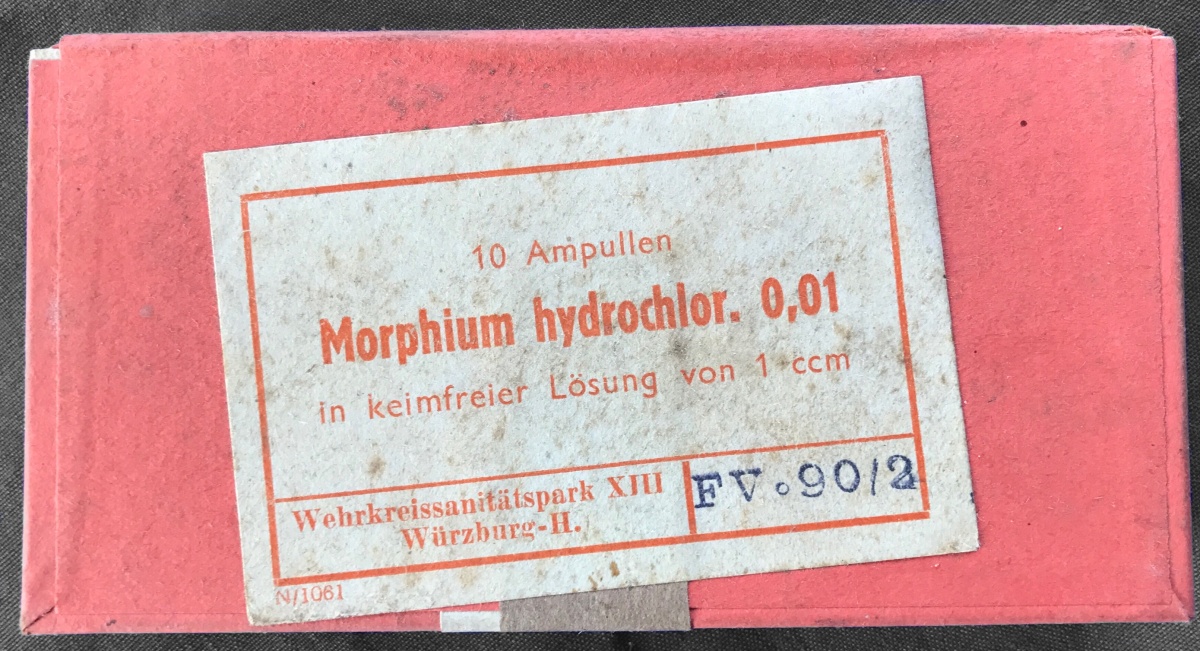 10 Ampullen
Morphium hydrochlor. 0,01
in keimfreier Lösung von 1 ccm
Wehrkreissanitätspark XIII
Würzburg-H.
FV. 90/2
N/1061